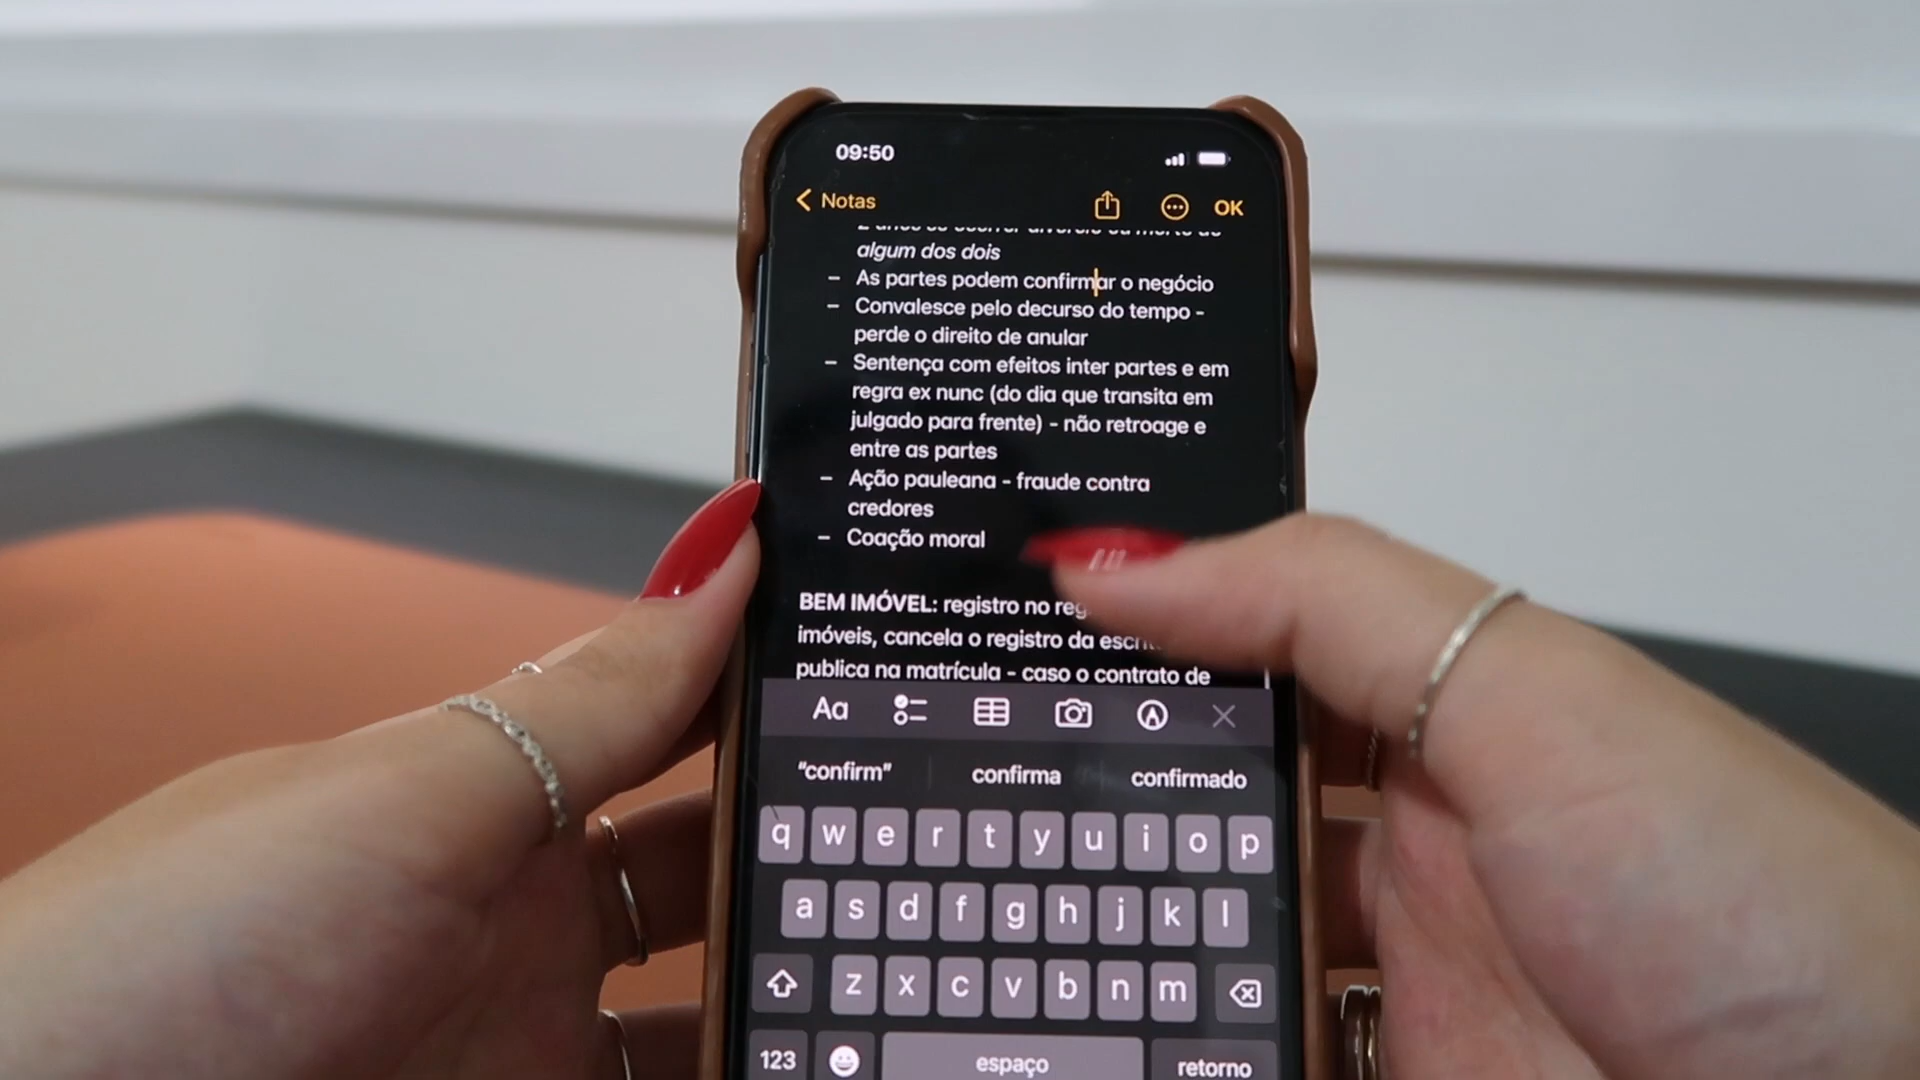 09:50
Notas
OK
algum dos dois
– As partes podem confirmar o negócio
– Convalesce pelo decurso do tempo -
perde o direito de anular
– Sentença com efeitos inter partes e em
regra ex nunc (do dia que transita em
julgado para frente) - não retroage e
entre as partes
– Ação pauleana - fraude contra
credores
– Coação moral
BEM IMÓVEL: registro no
imóveis, cancela o registro da
publica na matrícula - caso o contrato de
Aa
"confirm" confirma confirmado
q w e r t y u i o p
a s d f g h j k l
z x c v b n m
123 espaço retorno